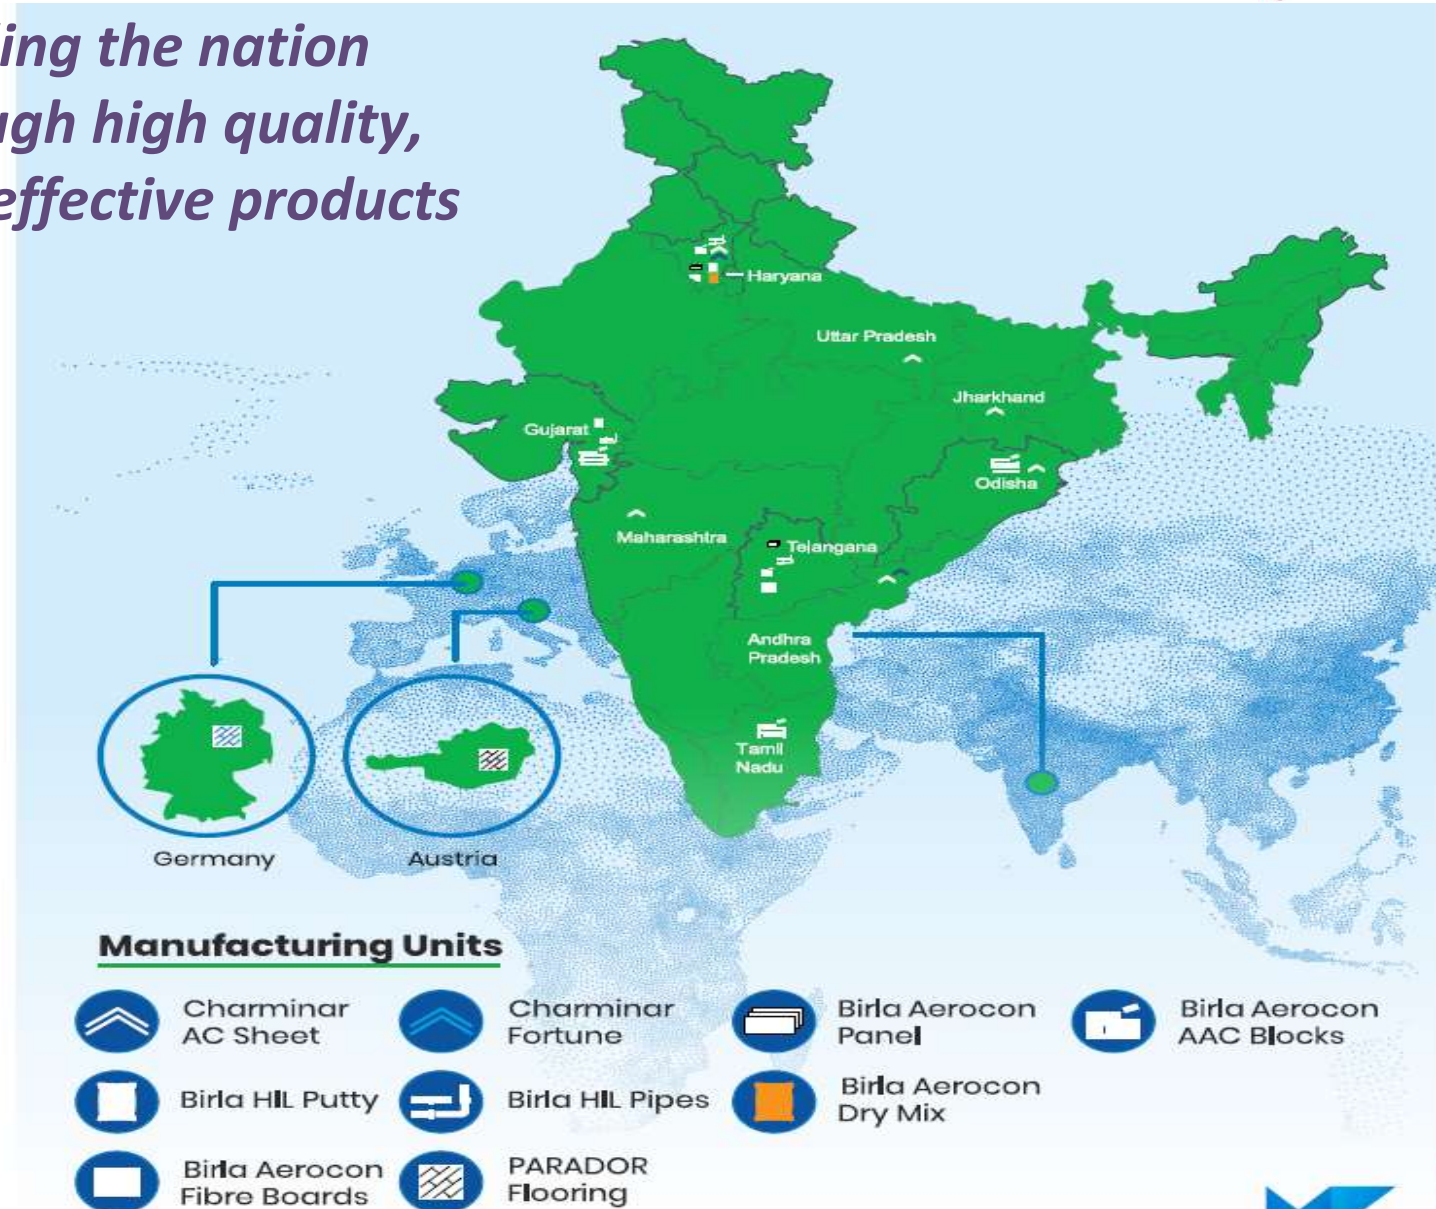 ing the nation
ugh high quality,
effective products
Haryana
Uttar Pradesh
Jharkhand
Gujarat
Odisha
Maharashtra
Telangana
Andhra
Pradesh
Tamil
Nadu
Germany
Austria
Manufacturing Units
Charminar
AC Sheet
Charminar
Fortune
Birla Aerocon
Panel
Birla Aerocon
AAC Blocks
Birla HIL Putty
Birla HIL Pipes
Birla Aerocon
Dry Mix
Birla Aerocon
Fibre Boards
PARADOR
Flooring